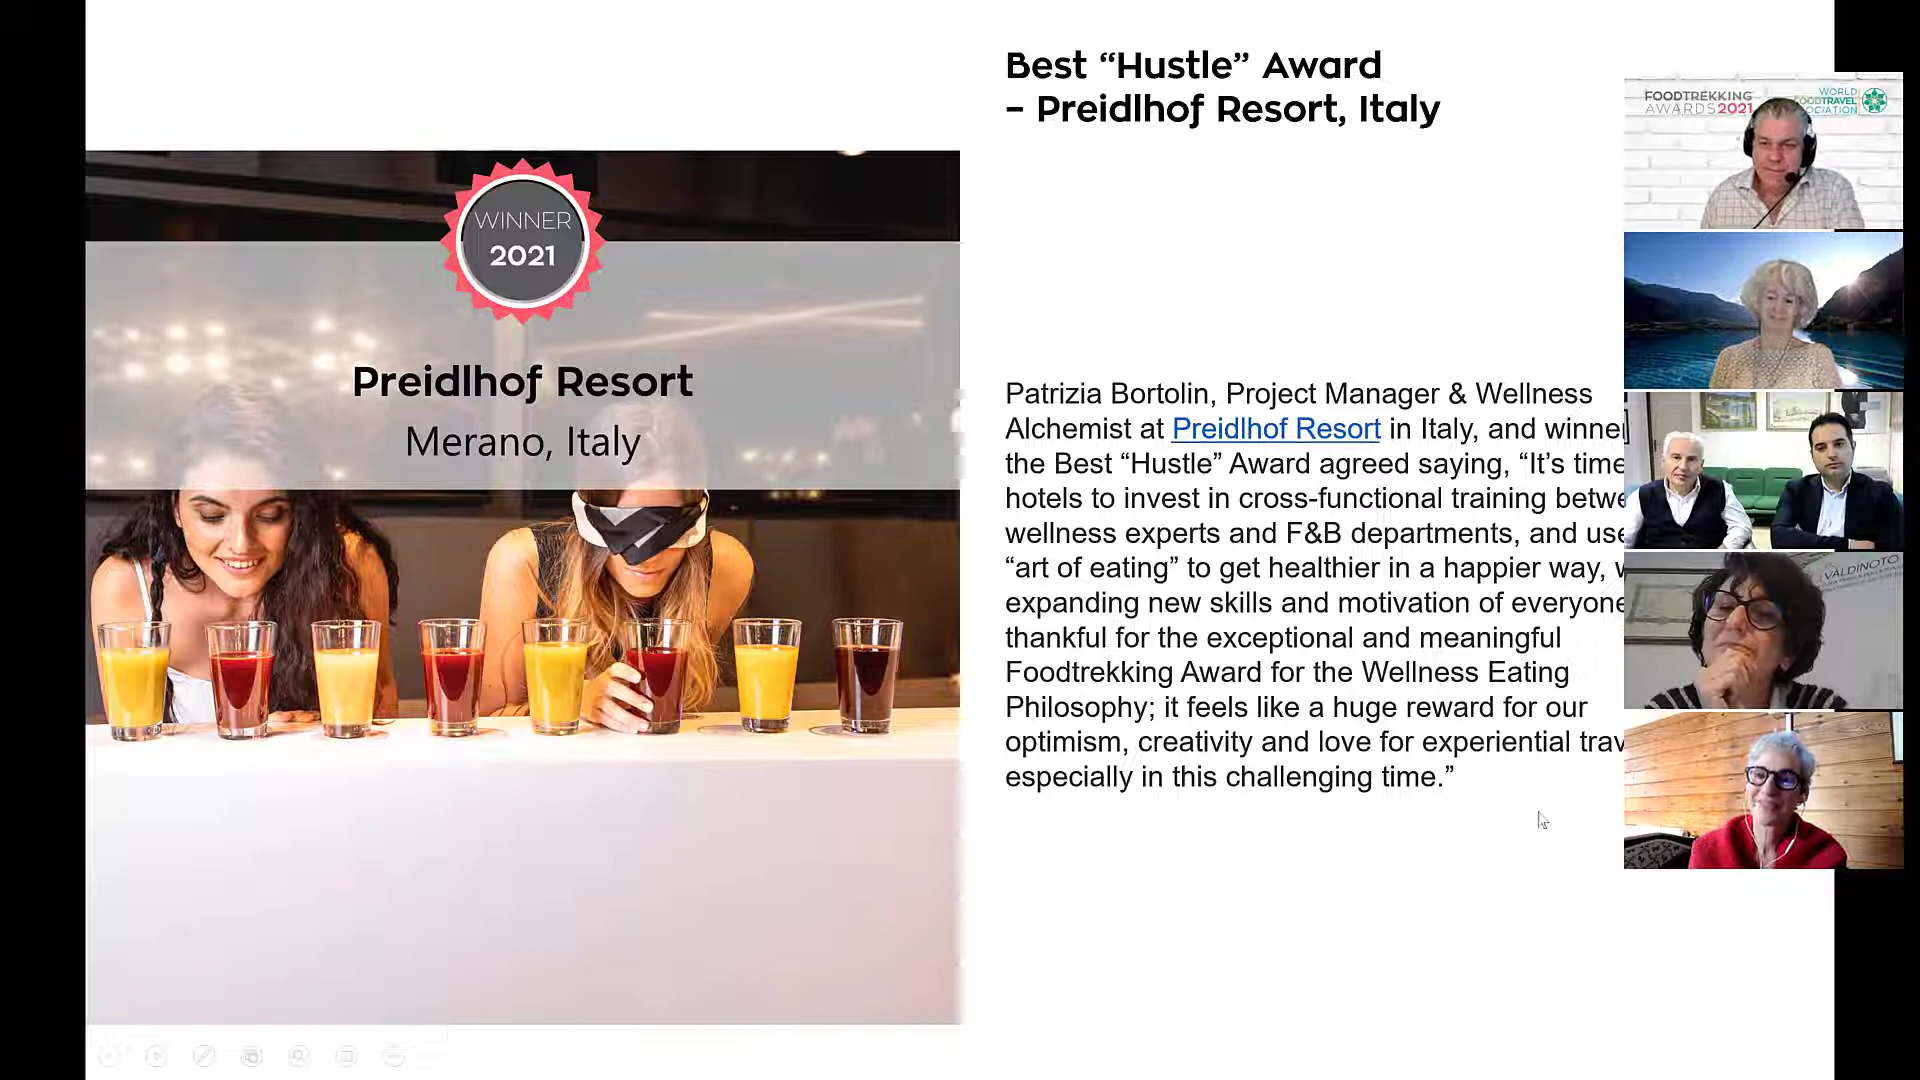 Best “Hustle” Award
– Preidlhof Resort, Italy
WINNER
2021
Preidlhof Resort
Merano, Italy
Patrizia Bortolin, Project Manager & Wellness
Alchemist at Preidlhof Resort in Italy, and winner
the Best “Hustle” Award agreed saying, “It’s time
hotels to invest in cross-functional training
wellness experts and F&B departments, and use
“art of eating” to get healthier in a happier way,
expanding new skills and motivation of everyone
thankful for the exceptional and meaningful
Foodtrekking Award for the Wellness Eating
Philosophy; it feels like a huge reward for our
optimism, creativity and love for experiential
especially in this challenging time.”
FOODTREKKING
AWARDS 2021
WORLD
FOODTRAVEL
VALDINOTO